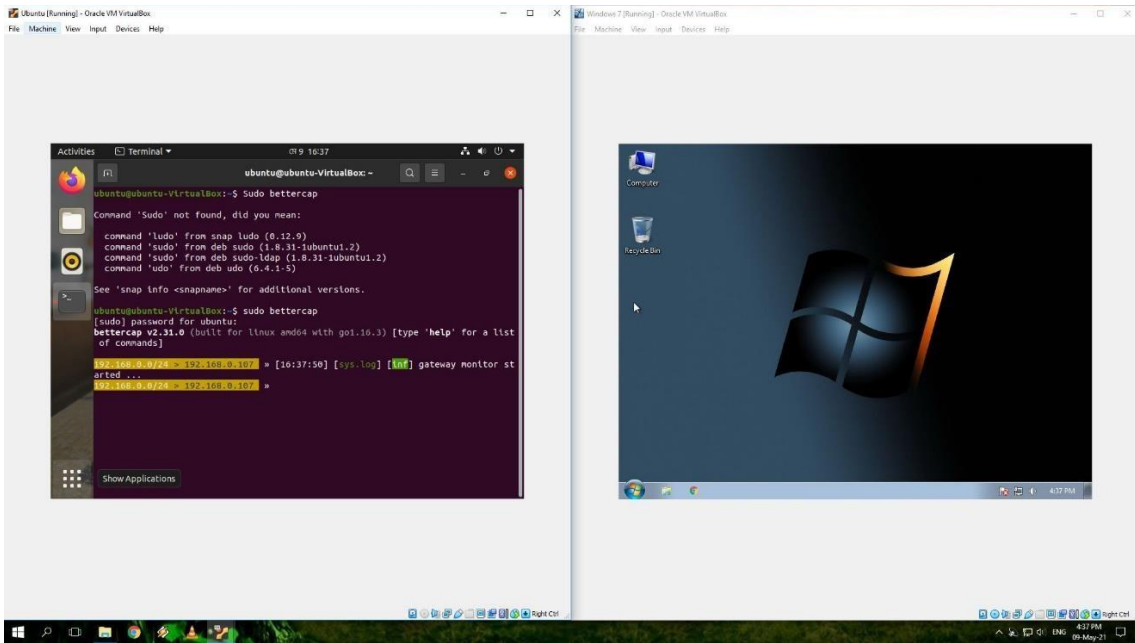 Ubuntu [Running] - Oracle VM VirtualBox
File Machine View Input Devices Help
Activities Terminal 9 16:37
ubuntu@ubuntu-VirtualBox: ~
ubuntu@ubuntu-VirtualBox:~$ Sudo bettercap
Command 'Sudo' not found, did you mean:
command 'ludo' from snap ludo (0.12.9)
command 'sudo' from deb sudo (1.8.31-1ubuntu1.2)
command 'sudo' from deb sudo-ldap (1.8.31-1ubuntu1.2)
command 'udo' from deb udo (6.4.1-5)
See 'snap info <snapname>' for additional versions.
ubuntu@ubuntu-VirtualBox:~$ sudo bettercap
[sudo] password for ubuntu:
bettercap v2.31.0 (built for linux amd64 with go1.16.3) [type 'help' for a list
of commands]
192.168.0.0/24 > 192.168.0.107 » [16:37:50] [sys.log] [inf] gateway monitor st
arted ...
192.168.0.0/24 > 192.168.0.107 »
Show Applications
Right Ctrl
Windows 7 [Running] - Oracle VM VirtualBox
File Machine View Input Devices Help
Computer
Recycle Bin
4:37 PM
Right Ctrl
ENG
4:37 PM
09-May-21